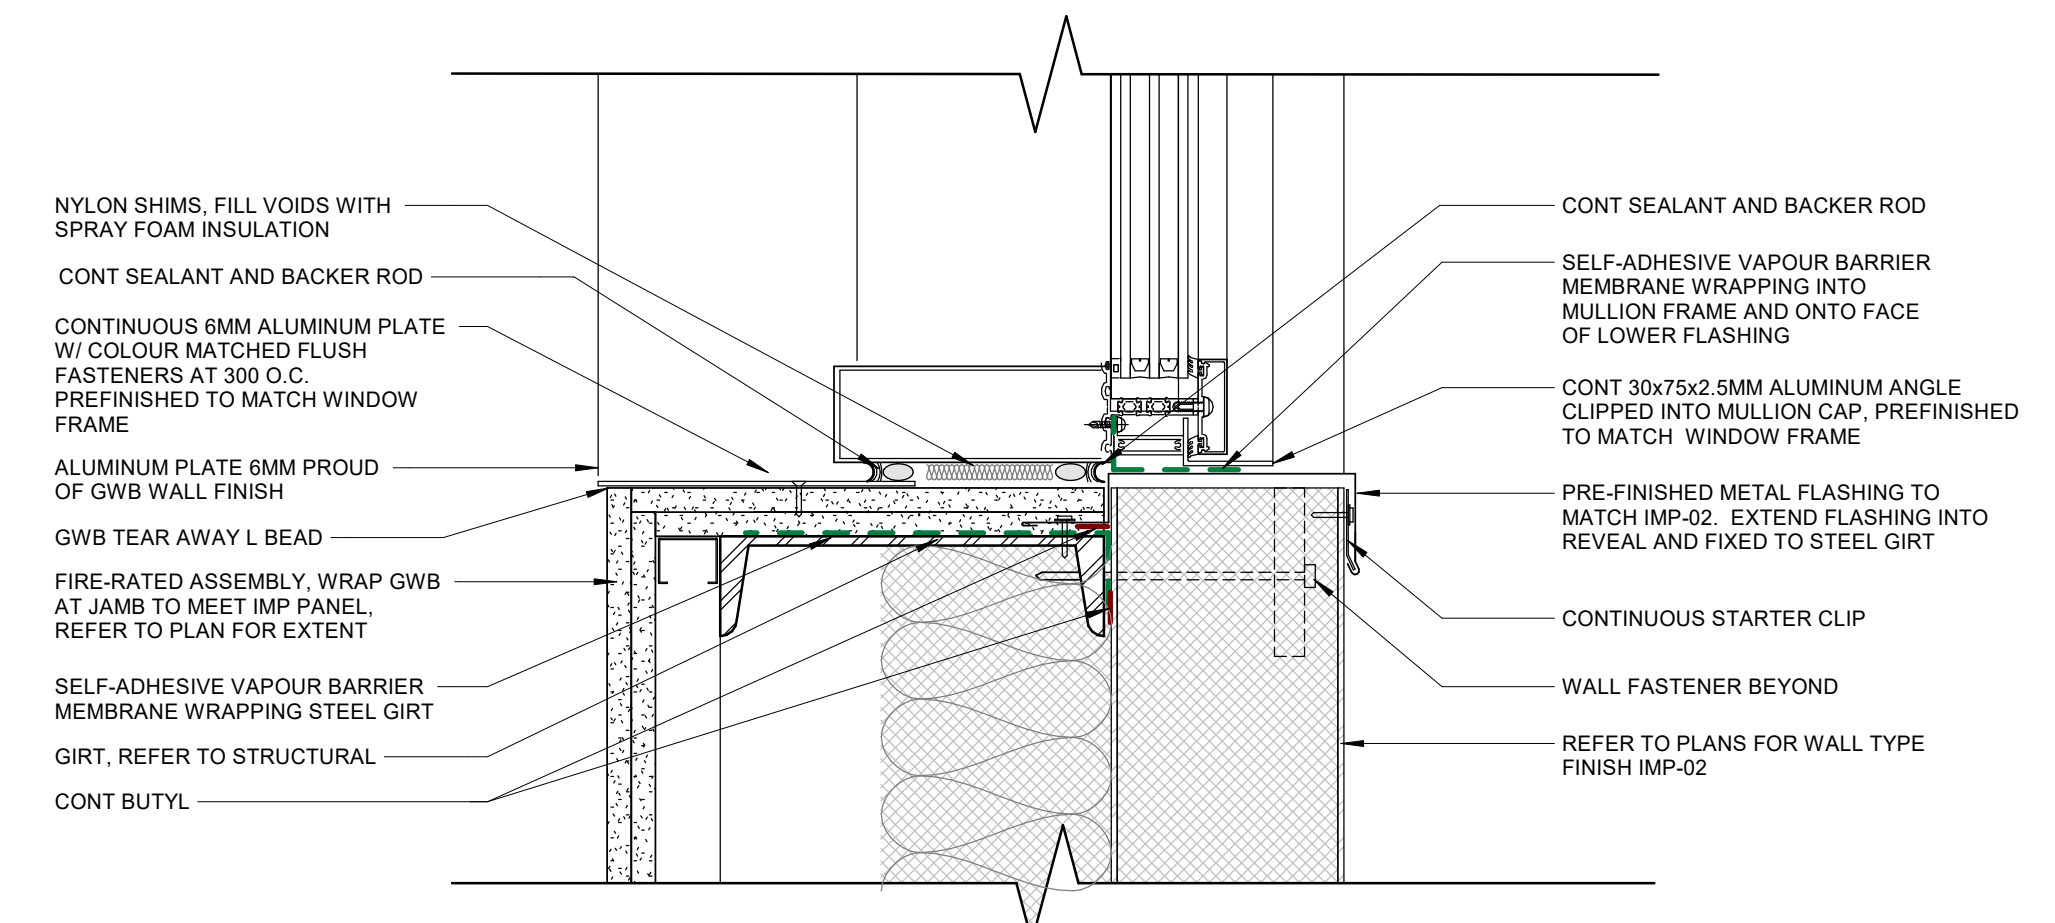 NYLON SHIMS, FILL VOIDS WITH
SPRAY FOAM INSULATION
CONT SEALANT AND BACKER ROD
CONTINUOUS 6MM ALUMINUM PLATE
W/ COLOUR MATCHED FLUSH
FASTENERS AT 300 O.C.
PREFINISHED TO MATCH WINDOW
FRAME
ALUMINUM PLATE 6MM PROUD
OF GWB WALL FINISH
GWB TEAR AWAY L BEAD
FIRE-RATED ASSEMBLY, WRAP GWB
AT JAMB TO MEET IMP PANEL,
REFER TO PLAN FOR EXTENT
SELF-ADHESIVE VAPOUR BARRIER
MEMBRANE WRAPPING STEEL GIRT
GIRT, REFER TO STRUCTURAL
CONT BUTYL
CONT SEALANT AND BACKER ROD
SELF-ADHESIVE VAPOUR BARRIER
MEMBRANE WRAPPING INTO
MULLION FRAME AND ONTO FACE
OF LOWER FLASHING
CONT 30x75x2.5MM ALUMINUM ANGLE
CLIPPED INTO MULLION CAP, PREFINISHED
TO MATCH WINDOW FRAME
PRE-FINISHED METAL FLASHING TO
MATCH IMP-02. EXTEND FLASHING INTO
REVEAL AND FIXED TO STEEL GIRT
CONTINUOUS STARTER CLIP
WALL FASTENER BEYOND
REFER TO PLANS FOR WALL TYPE
FINISH IMP-02